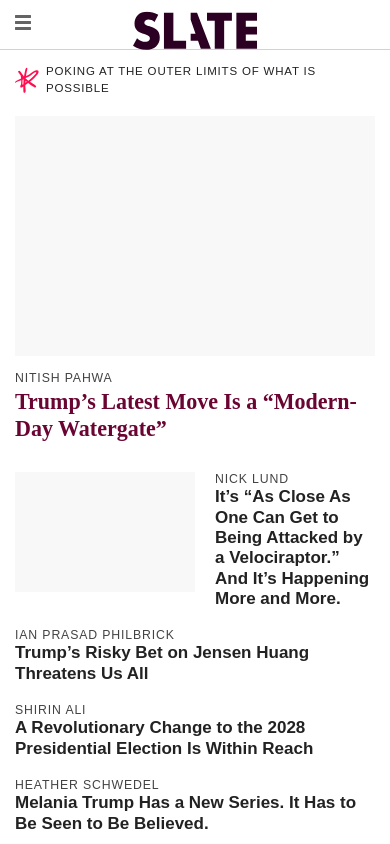 SLATE
POKING AT THE OUTER LIMITS OF WHAT IS
POSSIBLE
NITISH PAHWA
Trump’s Latest Move Is a “Modern-
Day Watergate”
NICK LUND
It’s “As Close As
One Can Get to
Being Attacked by
a Velociraptor.”
And It’s Happening
More and More.
IAN PRASAD PHILBRICK
Trump’s Risky Bet on Jensen Huang
Threatens Us All
SHIRIN ALI
A Revolutionary Change to the 2028
Presidential Election Is Within Reach
HEATHER SCHWEDEL
Melania Trump Has a New Series. It Has to
Be Seen to Be Believed.